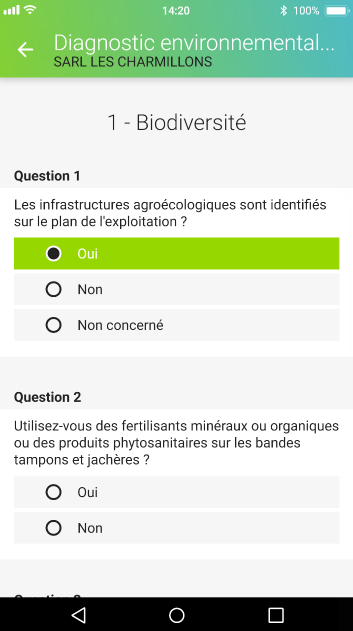 14:20
100%
Diagnostic environnemental...
SARL LES CHARMILLONS
1 - Biodiversité
Question 1
Les infrastructures agroécologiques sont identifiés
sur le plan de l'exploitation ?
Oui
Non
Non concerné
Question 2
Utilisez-vous des fertilisants minéraux ou organiques
ou des produits phytosanitaires sur les bandes
tampons et jachères ?
Oui
Non